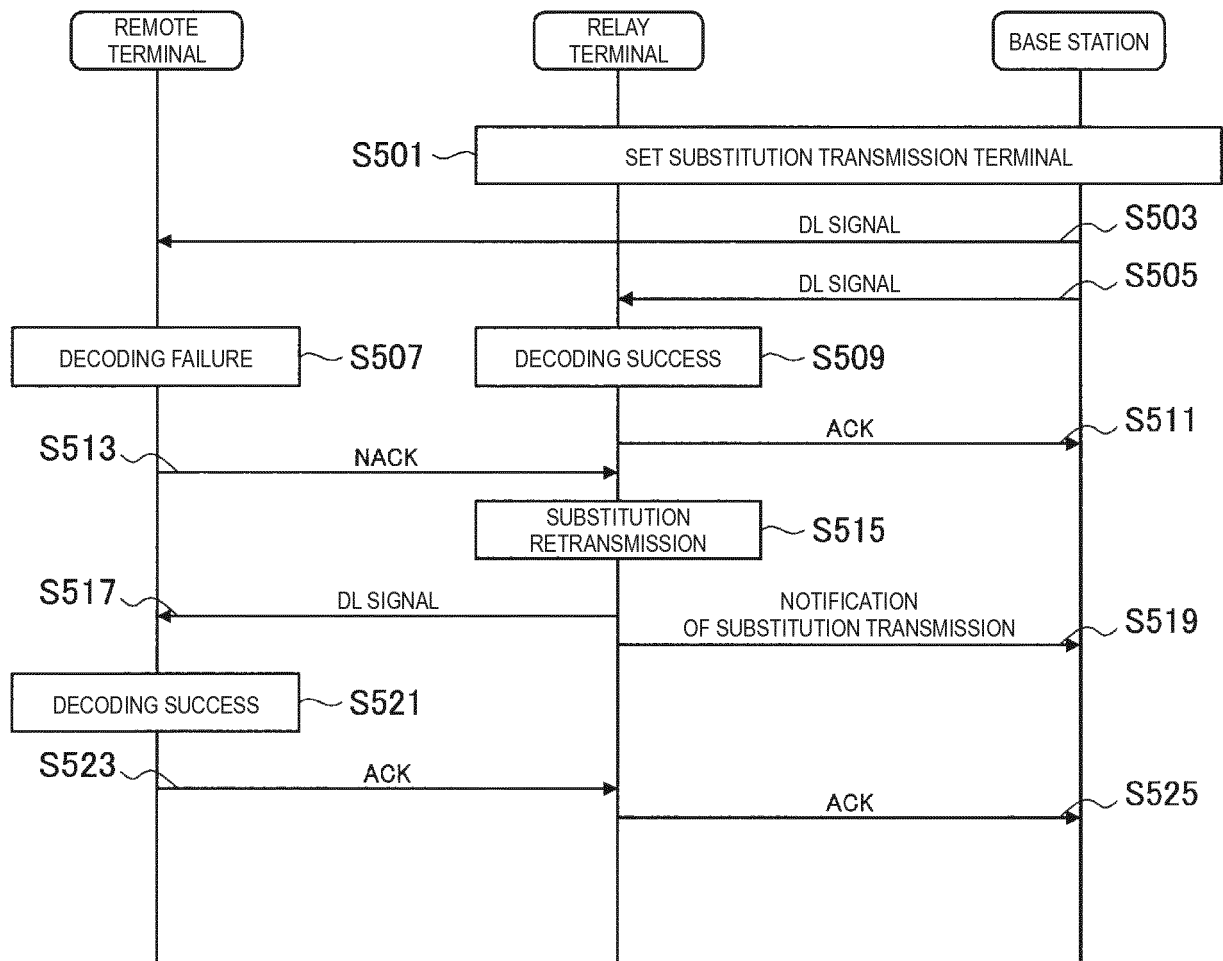 REMOTE
TERMINAL
RELAY
TERMINAL
BASE STATION
S501
SET SUBSTITUTION TRANSMISSION TERMINAL
DL SIGNAL
S503
DL SIGNAL
S505
DECODING FAILURE
S507
DECODING SUCCESS
S509
ACK
S511
S513
NACK
SUBSTITUTION
RETRANSMISSION
S515
S517
DL SIGNAL
NOTIFICATION
OF SUBSTITUTION TRANSMISSION
S519
DECODING SUCCESS
S521
S523
ACK
ACK
S525